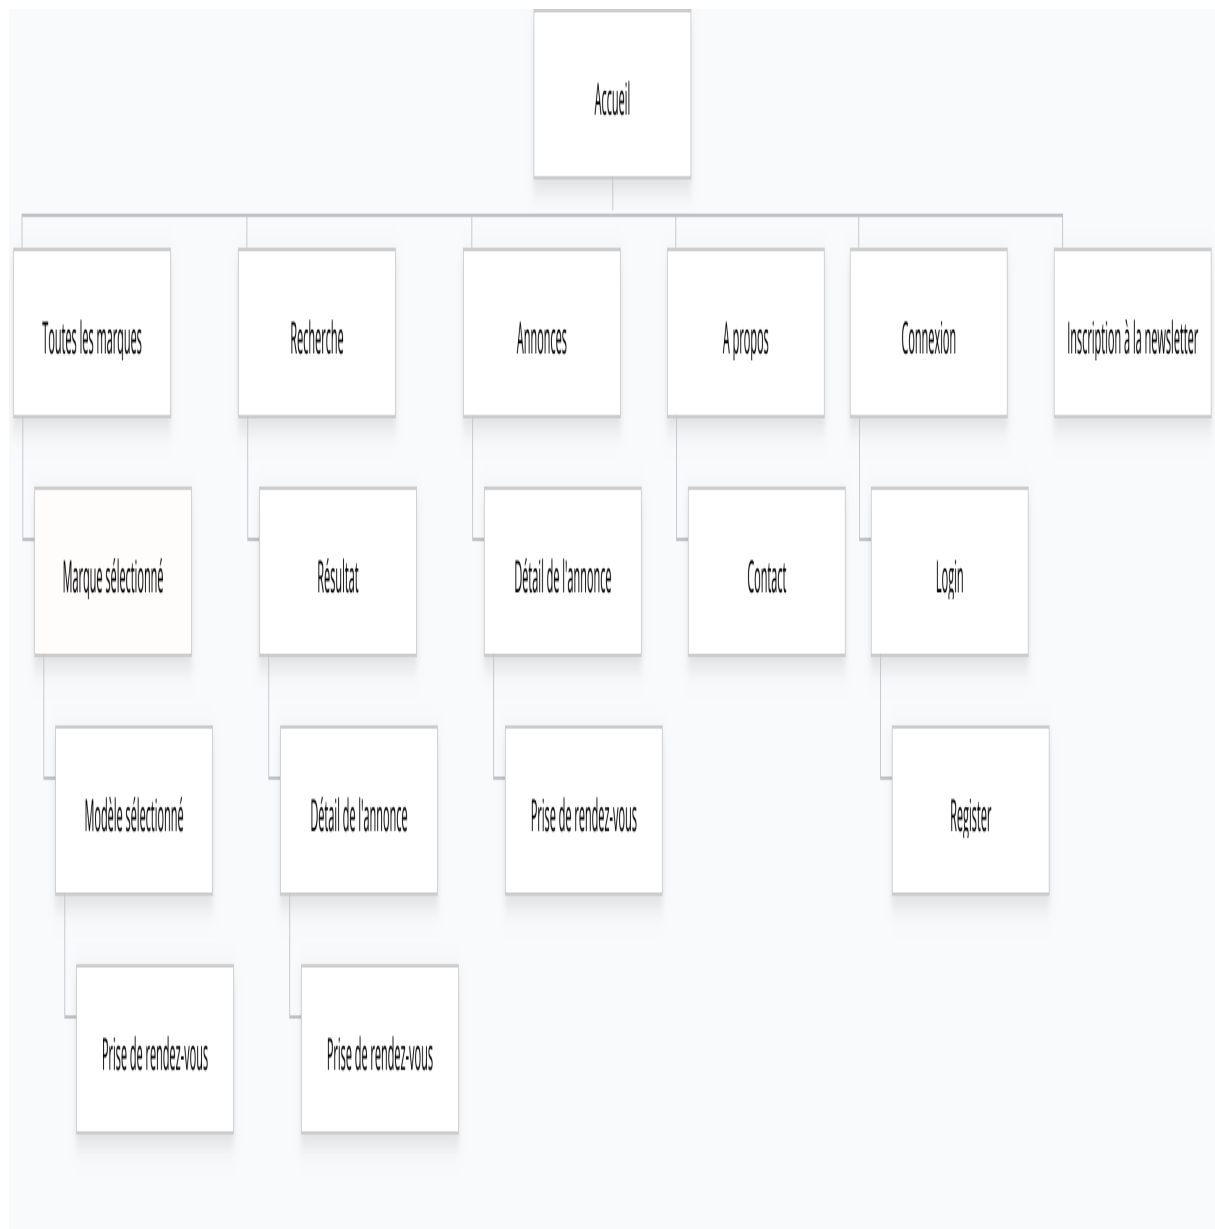 Accueil
Toutes les marques
Recherche
Annonces
A propos
Connexion
Inscription à la newsletter
Marque sélectionné
Résultat
Détail de l'annonce
Contact
Login
Modèle sélectionné
Détail de l'annonce
Prise de rendez-vous
Register
Prise de rendez-vous
Prise de rendez-vous